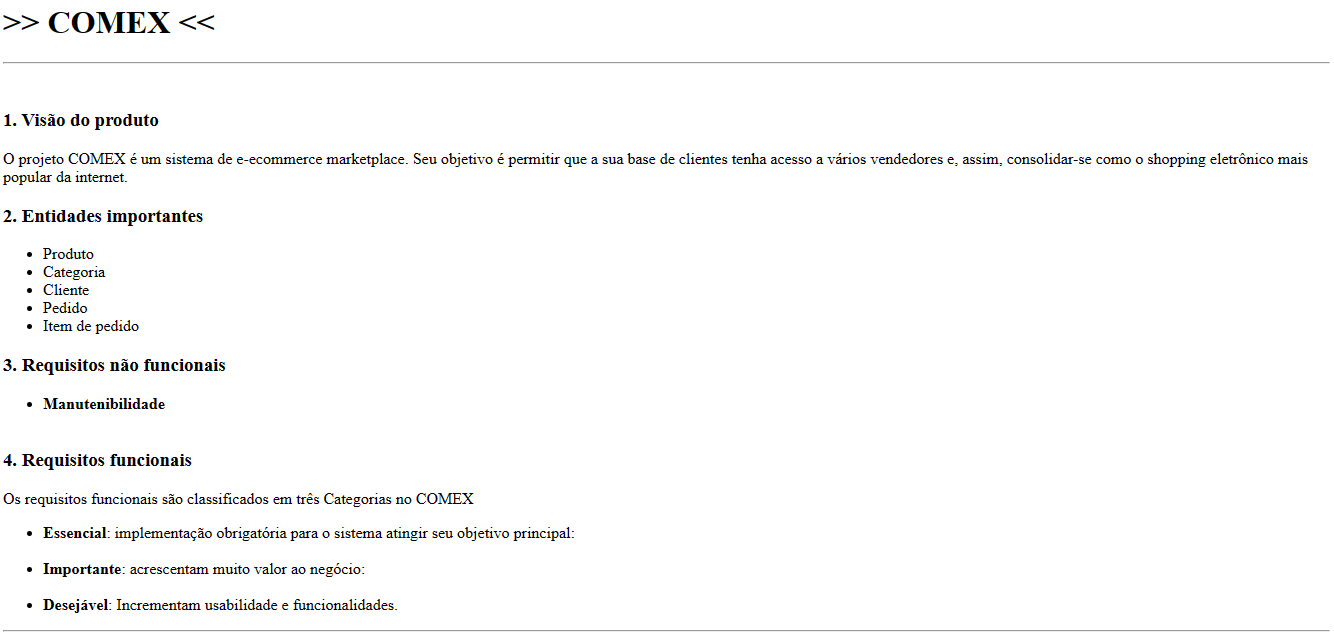 >> COMEX <<
1. Visão do produto
O projeto COMEX é um sistema de e-ecommerce marketplace. Seu objetivo é permitir que a sua base de clientes tenha acesso a vários vendedores e, assim, consolidar-se como o shopping eletrônico mais
popular da internet.
2. Entidades importantes
• Produto
• Categoria
• Cliente
• Pedido
• Item de pedido
3. Requisitos não funcionais
• Manutenibilidade
4. Requisitos funcionais
Os requisitos funcionais são classificados em três Categorias no COMEX
• Essencial: implementação obrigatória para o sistema atingir seu objetivo principal:
• Importante: acrescentam muito valor ao negócio:
• Desejável: Incrementam usabilidade e funcionalidades.